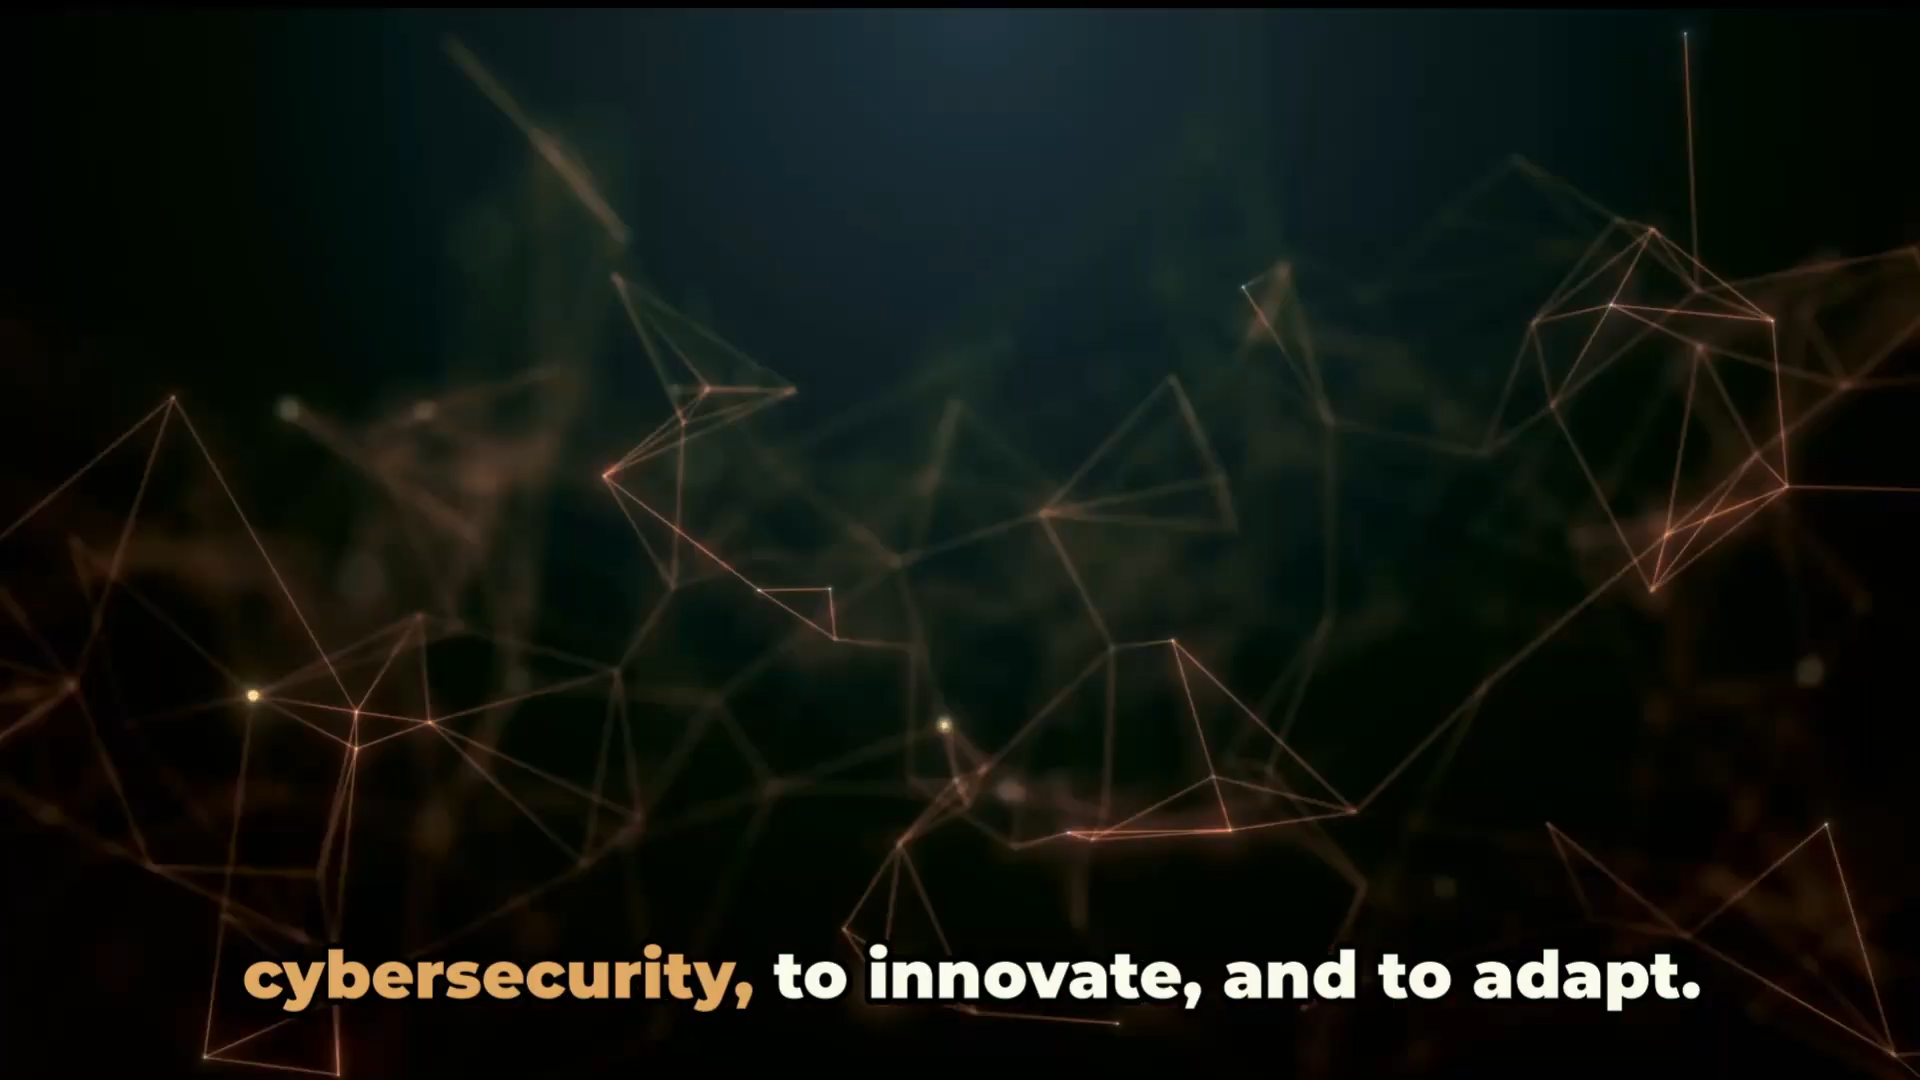 cybersecurity, to innovate, and to adapt.